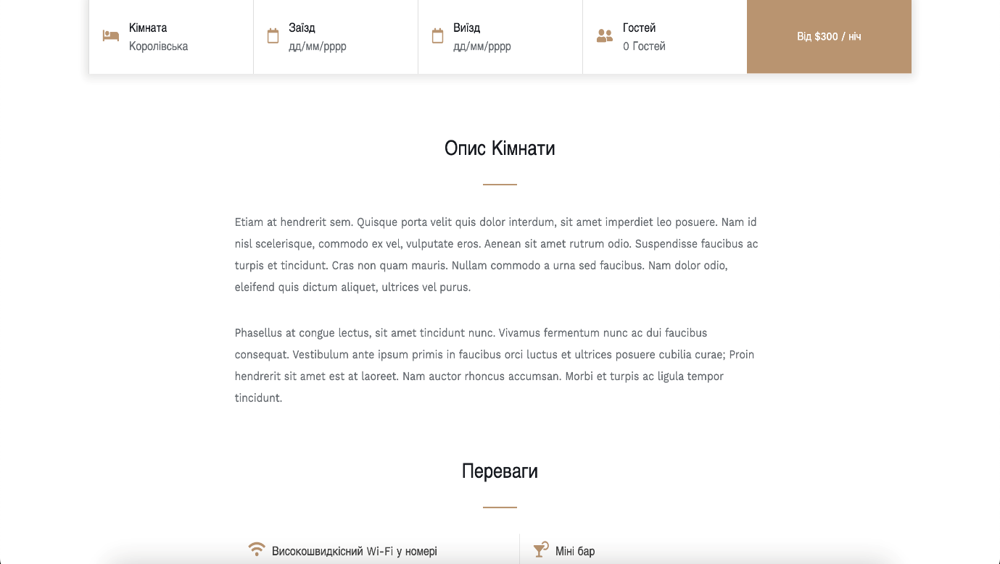 Кімната
Королівська
Заїзд
дд/мм/рррр
Виїзд
дд/мм/рррр
Гостей
0 Гостей
Від $300 / ніч
Опис Кімнати
Etiam at hendrerit sem. Quisque porta velit quis dolor interdum, sit amet imperdiet leo posuere. Nam id
nisl scelerisque, commodo ex vel, vulputate eros. Aenean sit amet rutrum odio. Suspendisse faucibus ac
turpis et tincidunt. Cras non quam mauris. Nullam commodo a urna sed faucibus. Nam dolor odio,
eleifend quis dictum aliquet, ultrices vel purus.
Phasellus at congue lectus, sit amet tincidunt nunc. Vivamus fermentum nunc ac dui faucibus
consequat. Vestibulum ante ipsum primis in faucibus orci luctus et ultrices posuere cubilia curae; Proin
hendrerit sit amet est at laoreet. Nam auctor rhoncus accumsan. Morbi et turpis ac ligula tempor
tincidunt.
Переваги
Високошвидкісний Wi-Fi у номері
Міні бар